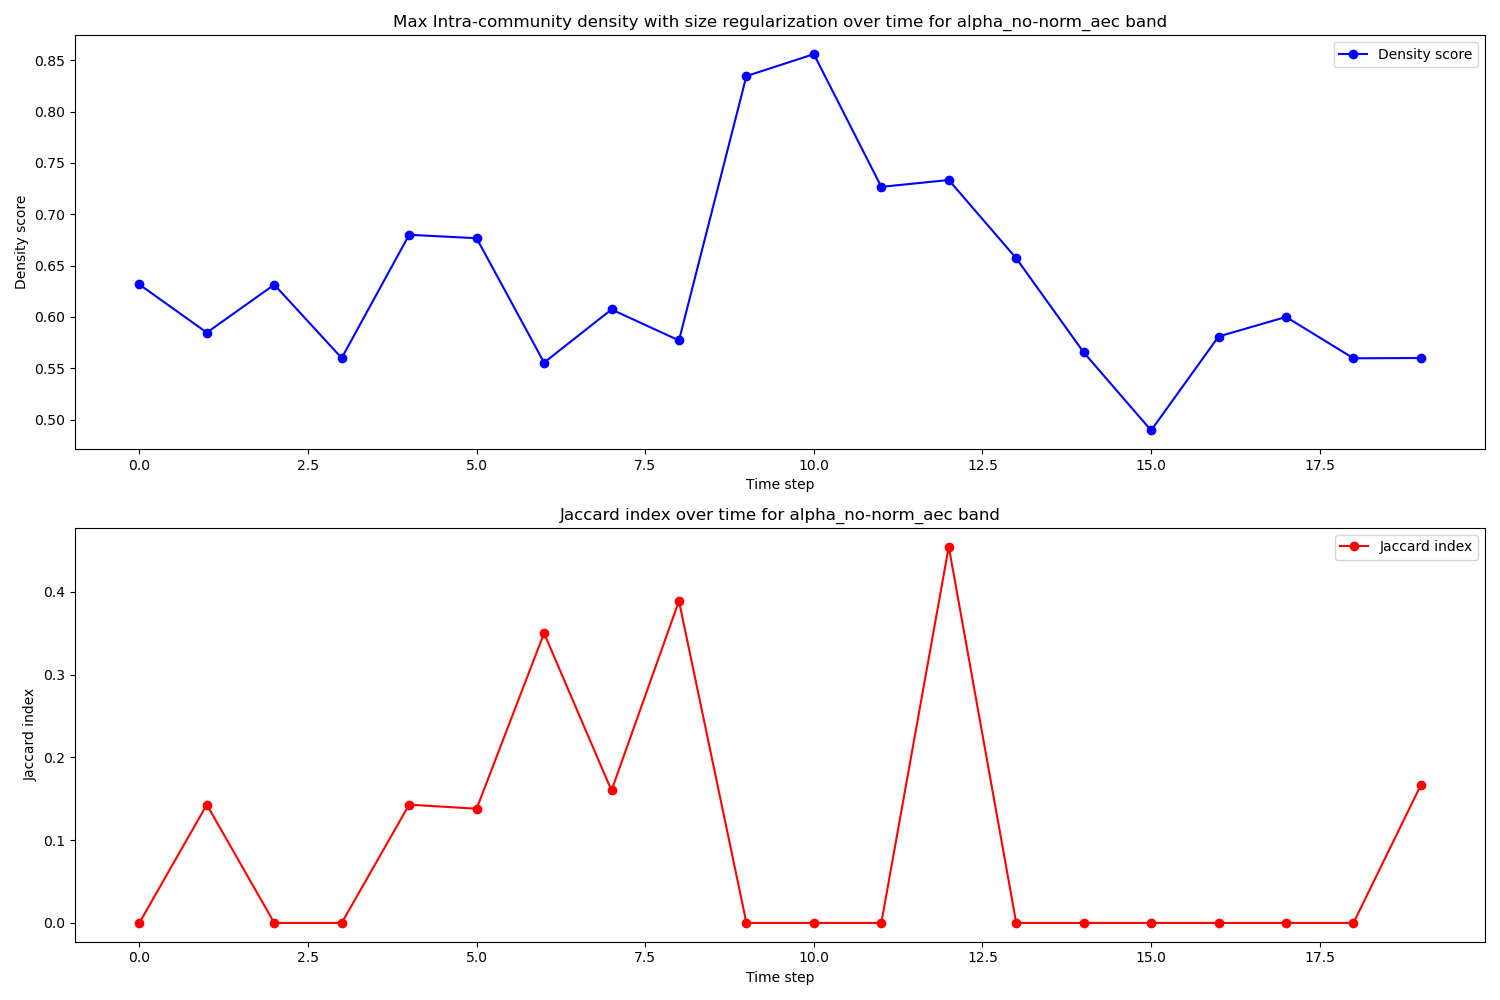 Max Intra-community density with size regularization over time for alpha_no-norm_aec band
Density score
0.85
0.80
0.75
0.70
0.65
0.60
0.55
0.50
Density score
0.0 2.5 5.0 7.5 10.0 12.5 15.0 17.5
Time step
Jaccard index over time for alpha_no-norm_aec band
Jaccard index
0.4
0.3
0.2
0.1
0.0
Jaccard index
0.0 2.5 5.0 7.5 10.0 12.5 15.0 17.5
Time step